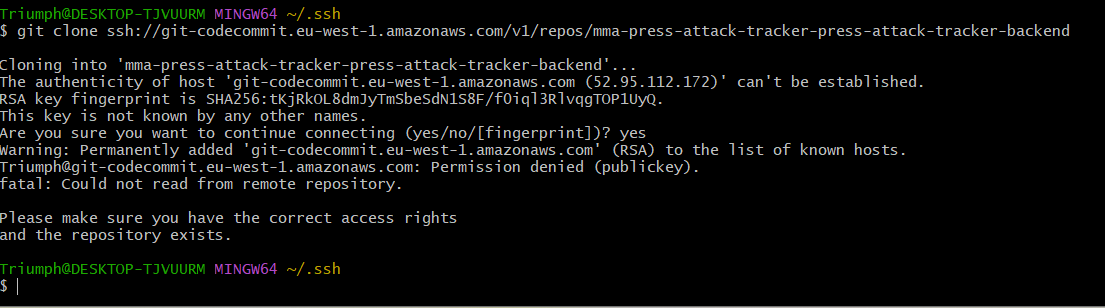 Triumph@DESKTOP-TJVUURM MINGW64 ~/.ssh
$ git clone ssh://git-codecommit.eu-west-1.amazonaws.com/v1/repos/mma-press-attack-tracker-press-attack-tracker-backend
Cloning into 'mma-press-attack-tracker-press-attack-tracker-backend'...
The authenticity of host 'git-codecommit.eu-west-1.amazonaws.com (52.95.112.172)' can't be established.
RSA key fingerprint is SHA256:tKjRkOL8dmJyTmSbeSdN1S8F/f0iql3RlvqgTOP1UyQ.
This key is not known by any other names.
Are you sure you want to continue connecting (yes/no/[fingerprint])? yes
Warning: Permanently added 'git-codecommit.eu-west-1.amazonaws.com' (RSA) to the list of known hosts.
Triumph@git-codecommit.eu-west-1.amazonaws.com: Permission denied (publickey).
fatal: Could not read from remote repository.
Please make sure you have the correct access rights
and the repository exists.
Triumph@DESKTOP-TJVUURM MINGW64 ~/.ssh
$